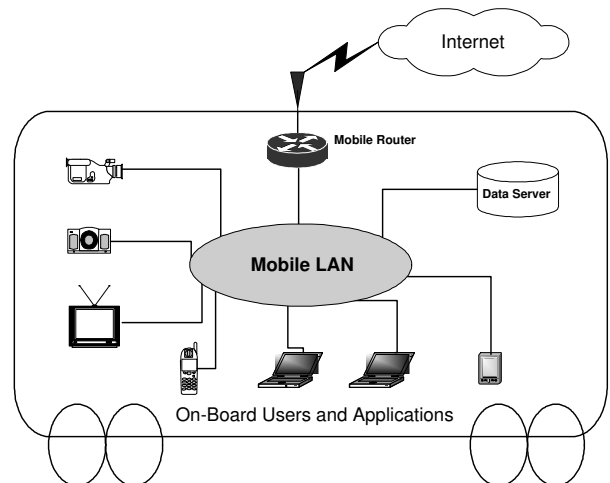 Internet
Mobile Router
Data Server
Mobile LAN
On-Board Users and Applications